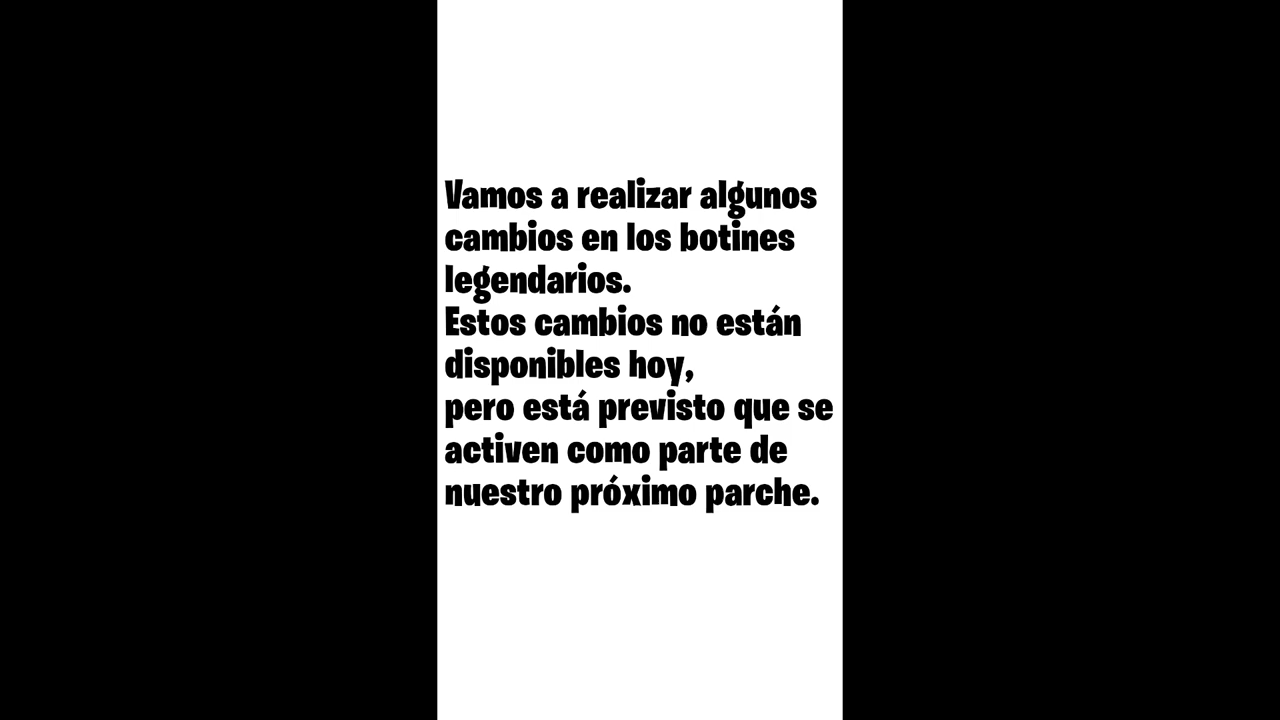 Vamos a realizar algunos
cambios en los botines
legendarios.
Estos cambios no están
disponibles hoy,
pero está previsto que se
activen como parte de
nuestro próximo parche.